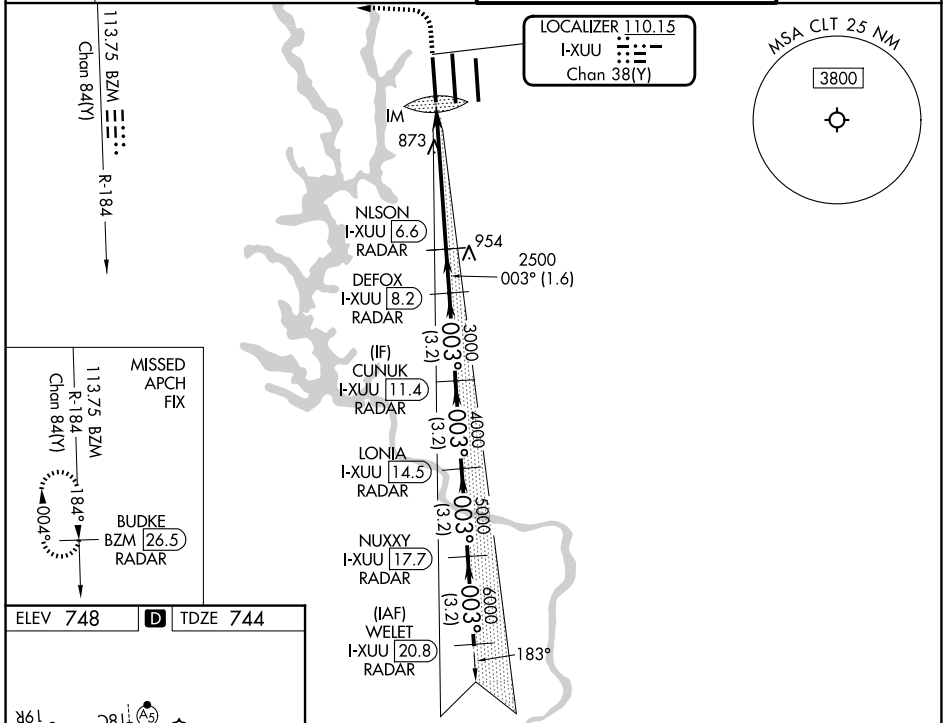 LOCALIZER 110.15
I-XUU
Chan 38(Y)
MSA CLT 25 NM
3800
113.75 BZM
Chan 84(Y)
R-184
IM
873
NLSON
I-XUU 6.6
RADAR
954
2500
003° (1.6)
DEFOX
I-XUU 8.2
RADAR
003°
(3.2)
3000
(IF)
CUNUK
I-XUU 11.4
RADAR
003°
(3.2)
4000
LONIA
I-XUU 14.5
RADAR
003°
(3.2)
5000
NUXXY
I-XUU 17.7
RADAR
003°
(3.2)
6000
(IAF)
WELET
I-XUU 20.8
RADAR
183°
MISSED
APCH
FIX
113.75 BZM
R-184
Chan 84(Y)
184°
004°
BUDKE
BZM 26.5
RADAR
ELEV 748 D TDZE 744
19R
18C
A5